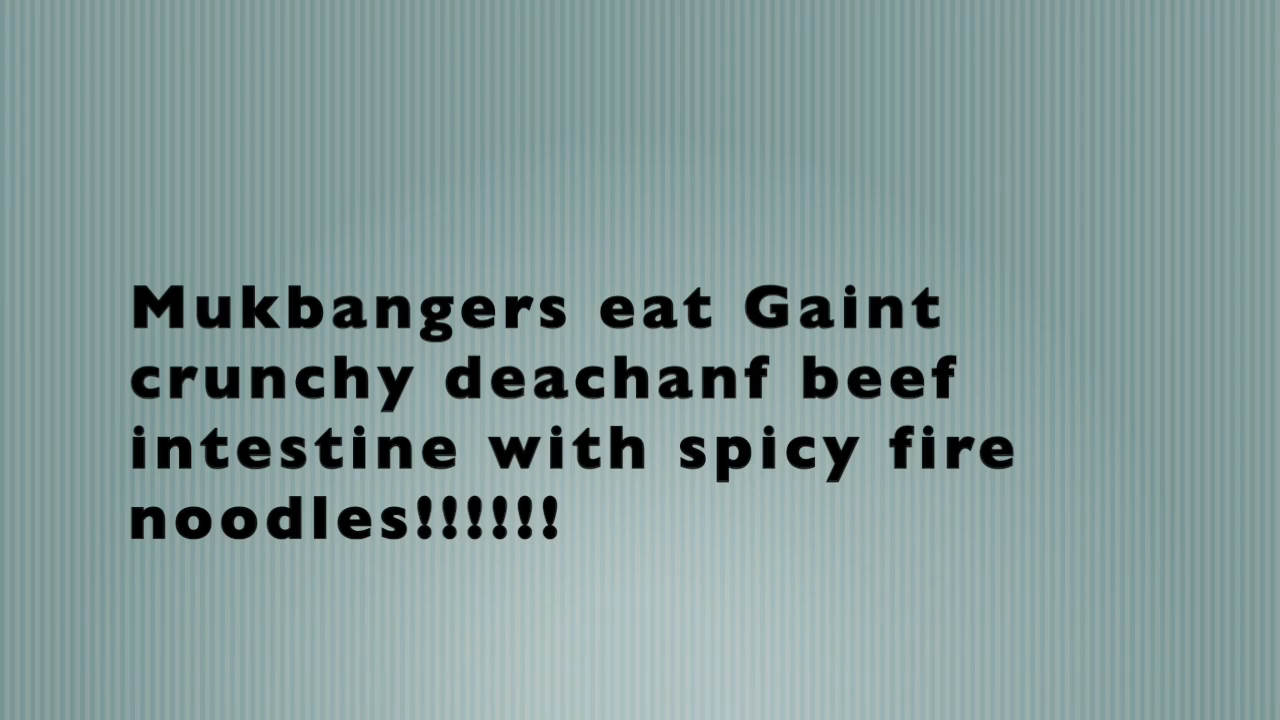 Mukbangers eat Gaint
crunchy deachanf beef
intestine with spicy fire
noodles!!!!!!